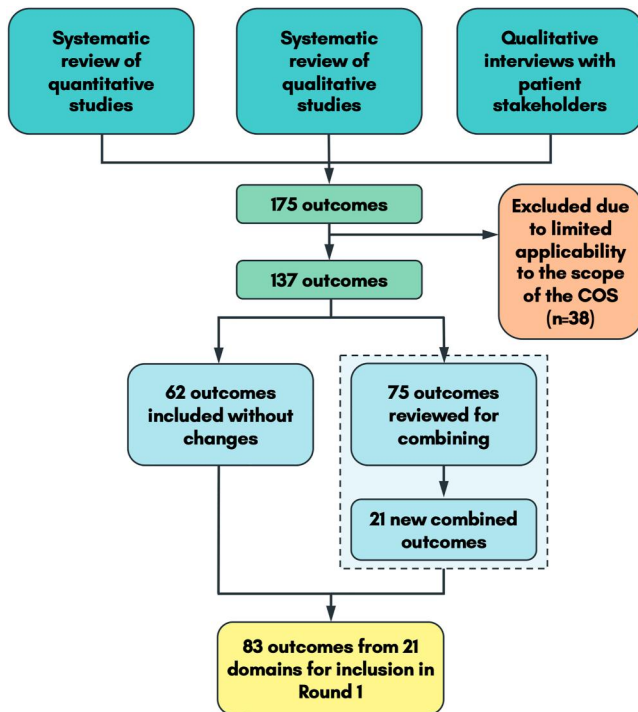 Systematic
review of
quantitative
studies
Systematic
review of
qualitative
studies
Qualitative
interviews with
patient
stakeholders
175 outcomes
Excluded due
to limited
applicability
to the scope
of the COS
(n=38)
137 outcomes
62 outcomes
included without
changes
75 outcomes
reviewed for
combining
21 new combined
outcomes
83 outcomes from 21
domains for inclusion in
Round 1